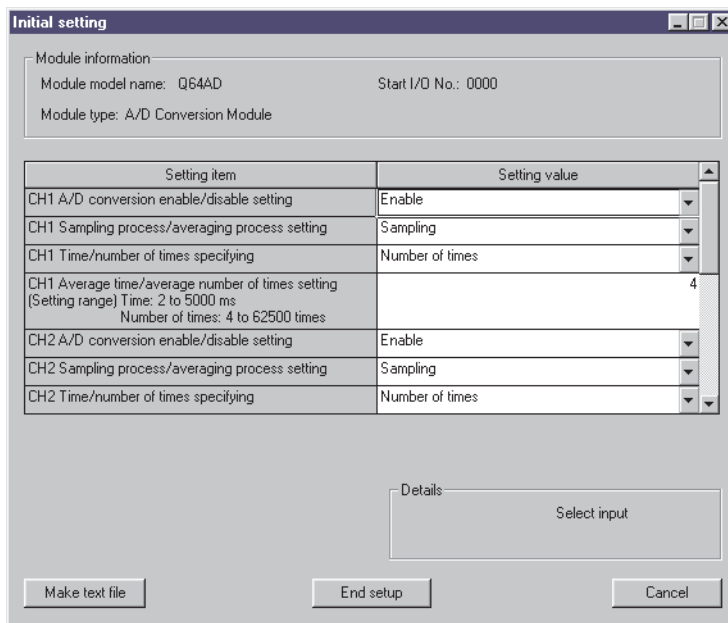 Initial setting
Module information
Module model name: Q64AD
Start I/O No.: 0000
Module type: A/D Conversion Module
Setting item
Setting value
CH1 A/D conversion enable/disable setting
Enable
CH1 Sampling process/averaging process setting
Sampling
CH1 Time/number of times specifying
Number of times
CH1 Average time/average number of times setting
(Setting range) Time: 2 to 5000 ms
Number of times: 4 to 62500 times
4
CH2 A/D conversion enable/disable setting
Enable
CH2 Sampling process/averaging process setting
Sampling
CH2 Time/number of times specifying
Number of times
Details
Select input
Make text file
End setup
Cancel